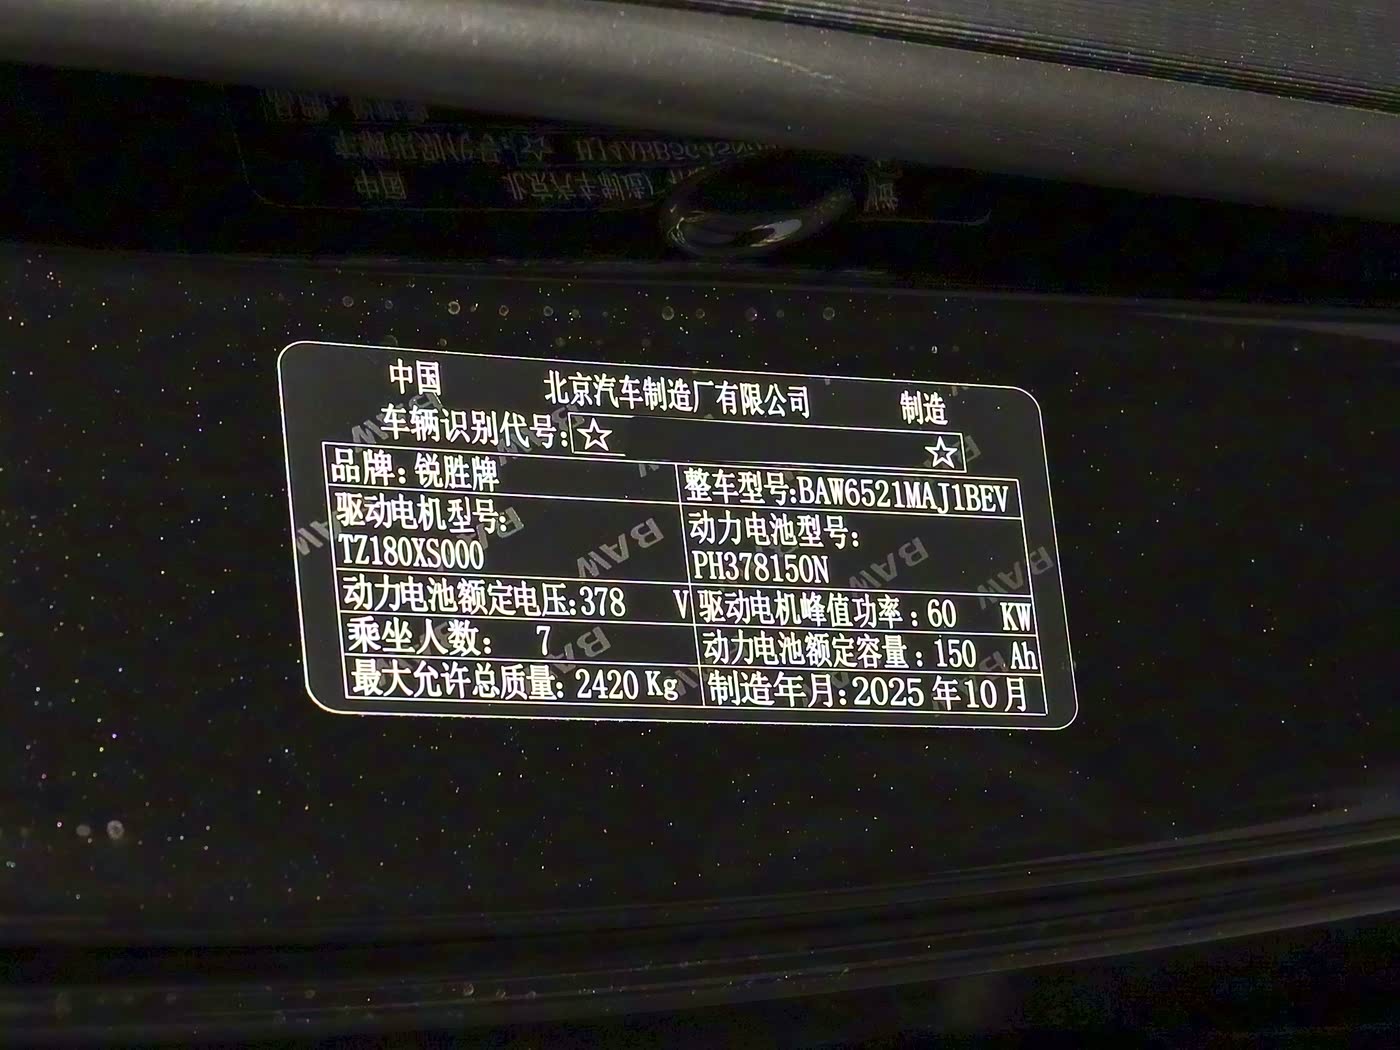 中国 北京汽车制造厂有限公司 制造
车辆识别代号:☆ ☆
品牌:锐胜牌 整车型号:BAW6521MAJ1BEV
驱动电机型号: 动力电池型号:
TZ180XS000 PH378150N
动力电池额定电压:378 V 驱动电机峰值功率:60 KW
乘坐人数: 7 动力电池额定容量:150 Ah
最大允许总质量:2420 Kg 制造年月:2025 年10 月
BAW